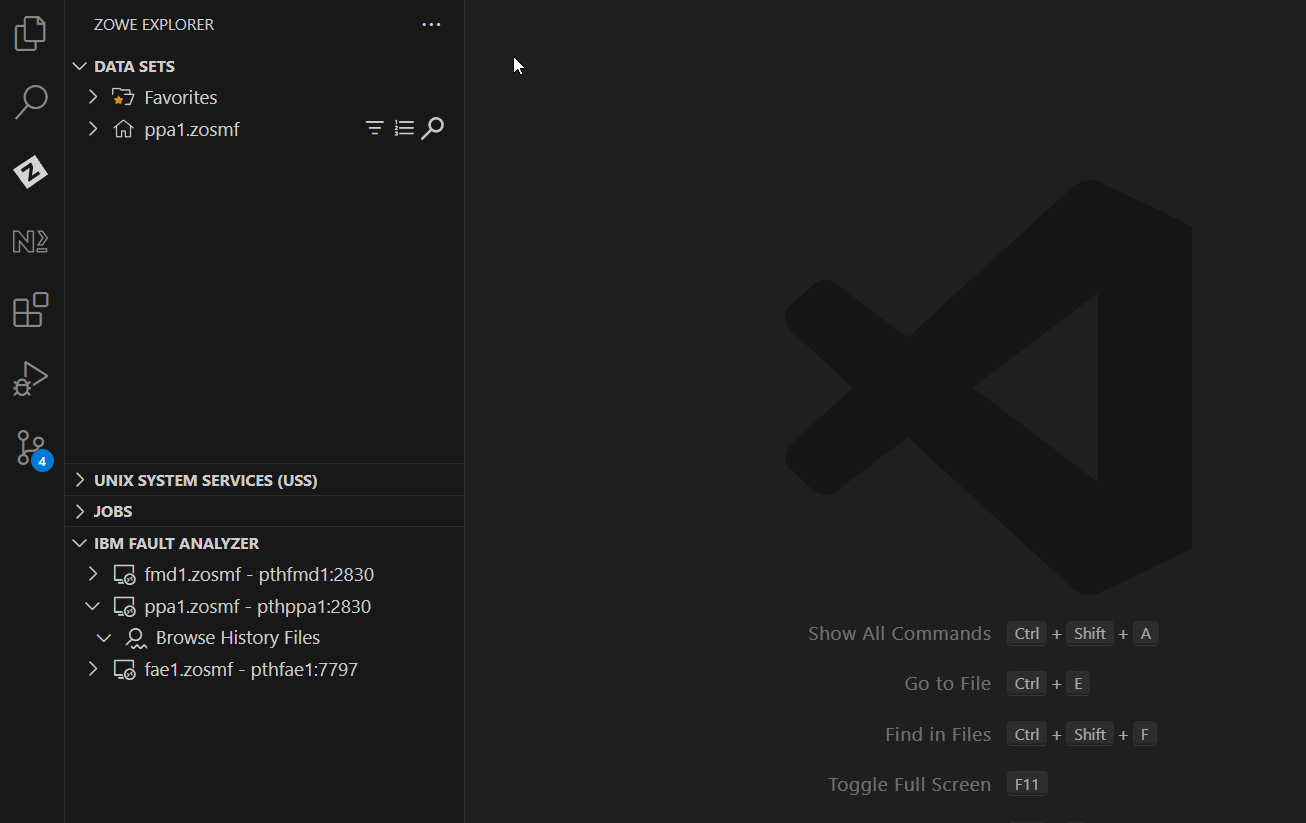 ZOWE EXPLORER
DATA SETS
Favorites
ppa1.zosmf
UNIX SYSTEM SERVICES (USS)
JOBS
IBM FAULT ANALYZER
fmd1.zosmf - pthfmd1:2830
ppa1.zosmf - pthppa1:2830
Browse History Files
fae1.zosmf - pthfae1:7797
4
Show All Commands Ctrl + Shift + A
Go to File Ctrl + E
Find in Files Ctrl + Shift + F
Toggle Full Screen F11